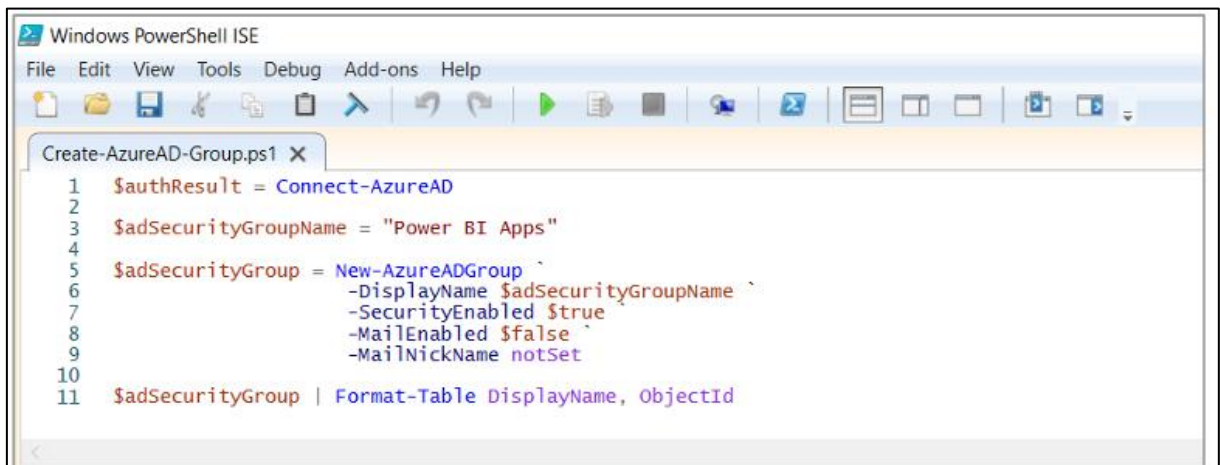 Windows PowerShell ISE
File Edit View Tools Debug Add-ons Help
Create-AzureAD-Group.ps1 X
1 $authResult = Connect-AzureAD
2
3 $adSecurityGroupName = "Power BI Apps"
4
5 $adSecurityGroup = New-AzureADGroup `
6 -DisplayName $adSecurityGroupName `
7 -SecurityEnabled $true `
8 -MailEnabled $false `
9 -MailNickName notSet
10
11 $adSecurityGroup | Format-Table DisplayName, ObjectId